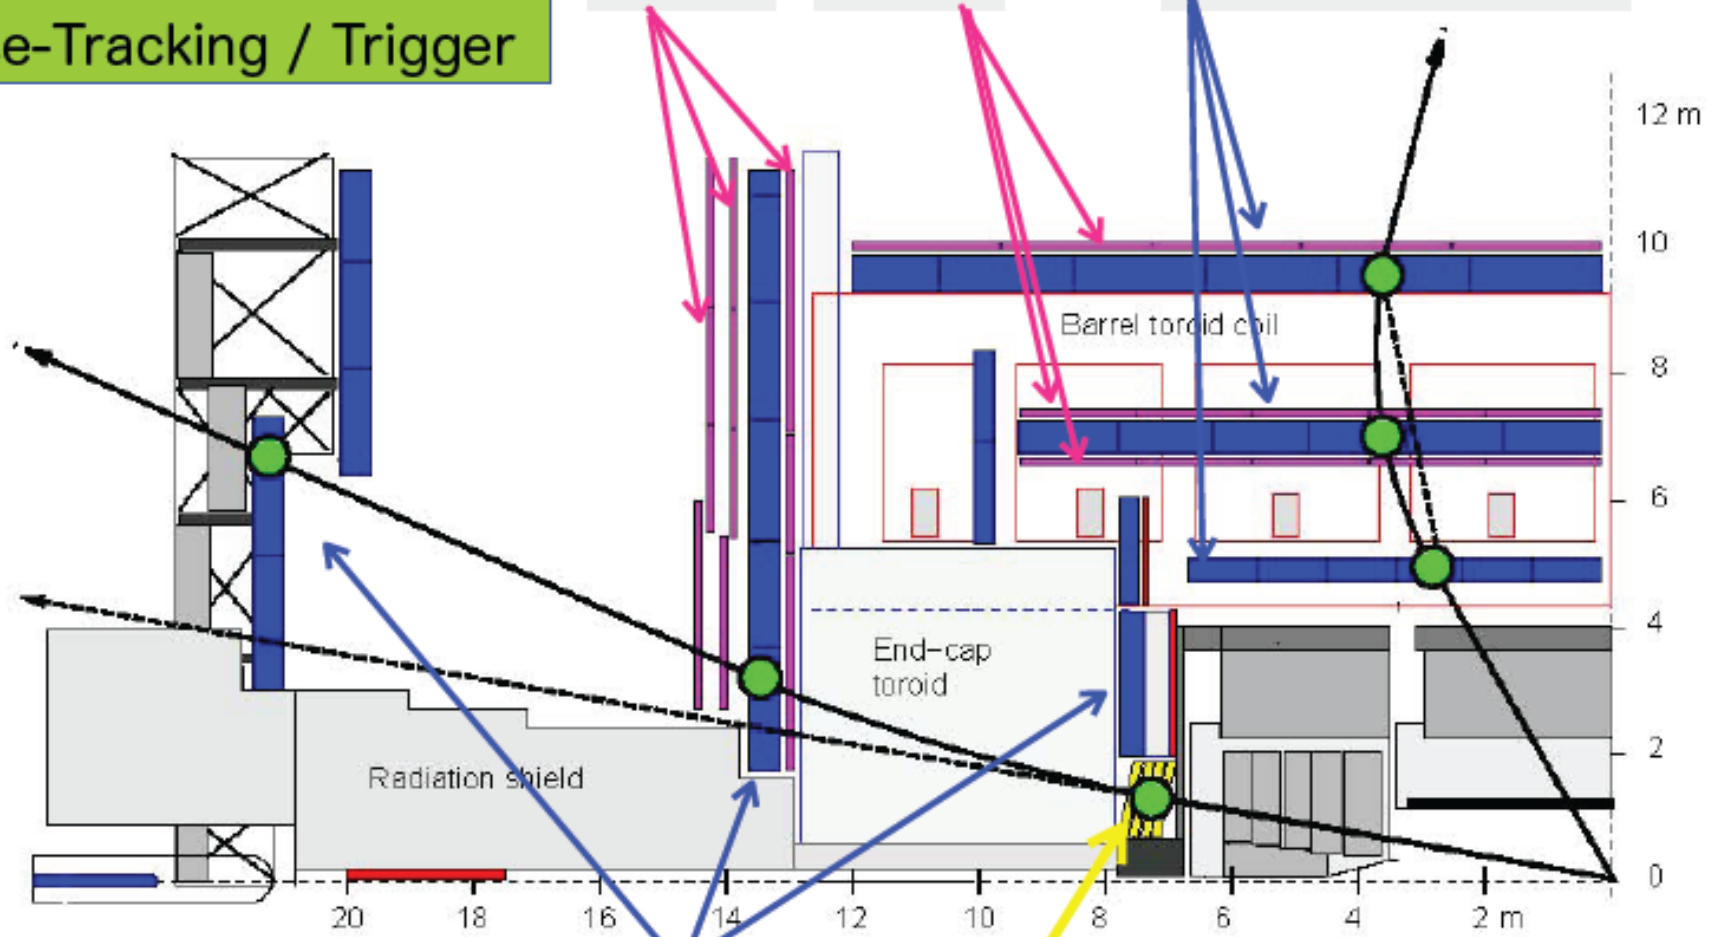 e-Tracking / Trigger
12 m
10
Barrel toroid coil
8
6
4
End-cap
toroid
2
Radiation shield
0
20
18
16
14
12
10
8
6
4
2 m